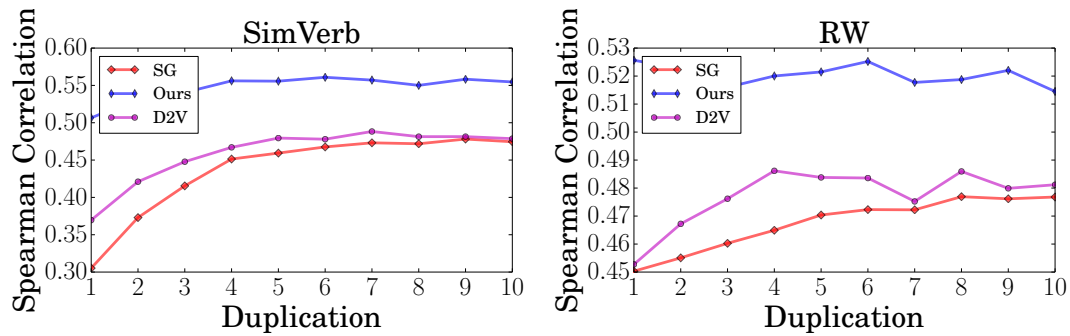 SimVerb
Spearman Correlation
0.60
0.55
0.50
0.45
0.40
0.35
0.30
SG
Ours
D2V
1 2 3 4 5 6 7 8 9 10
Duplication
RW
Spearman Correlation
0.53
0.52
0.51
0.50
0.49
0.48
0.47
0.46
0.45
SG
Ours
D2V
1 2 3 4 5 6 7 8 9 10
Duplication